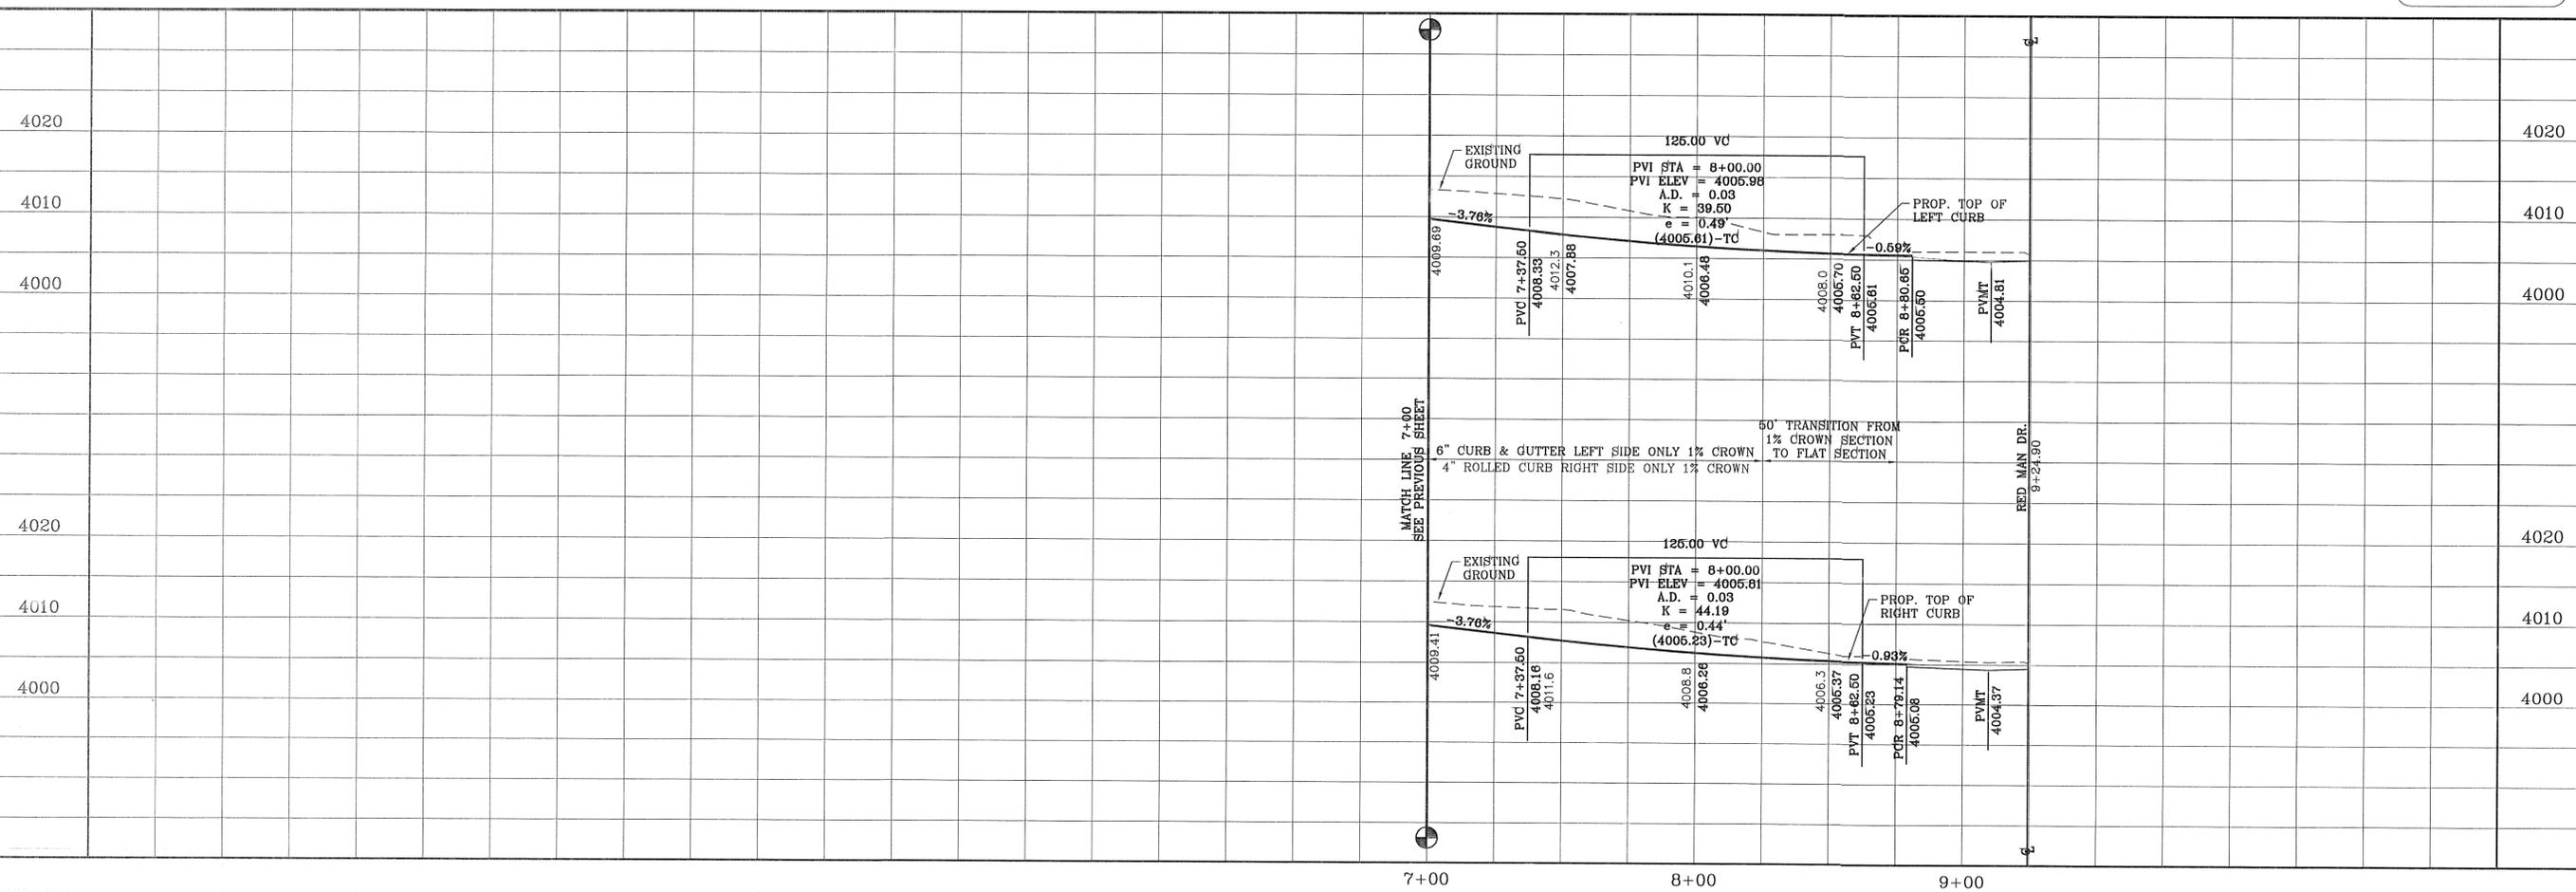 4020
4010
4000
4020
4010
4000
EXISTING
GROUND
125.00 VC
PVI STA = 8+00.00
PVI ELEV = 4005.98
A.D. = 0.03
K = 39.50
e = 0.49'
(4005.61)-TC
-3.76%
-0.59%
PROP. TOP OF
LEFT CURB
4009.69
PVC 7+37.50
4008.33
4012.3
4007.88
4010.1
4006.48
4008.0
4005.70
PVT 8+62.50
4005.61
PCR 8+80.65
4005.50
PVMT
4004.81
MATCH LINE 7+00
SEE PREVIOUS SHEET
6" CURB & GUTTER LEFT SIDE ONLY 1% CROWN
4" ROLLED CURB RIGHT SIDE ONLY 1% CROWN
50' TRANSITION FROM
1% CROWN SECTION
TO FLAT SECTION
RED MAN DR.
9+24.90
4020
4010
4000
4020
4010
4000
EXISTING
GROUND
125.00 VC
PVI STA = 8+00.00
PVI ELEV = 4005.81
A.D. = 0.03
K = 44.19
e = 0.44'
(4005.23)-TC
-3.76%
-0.93%
PROP. TOP OF
RIGHT CURB
4009.41
PVC 7+37.50
4008.16
4011.6
4008.8
4006.26
4006.3
4005.37
PVT 8+62.50
4005.23
PCR 8+79.14
4005.08
PVMT
4004.37
7+00
8+00
9+00